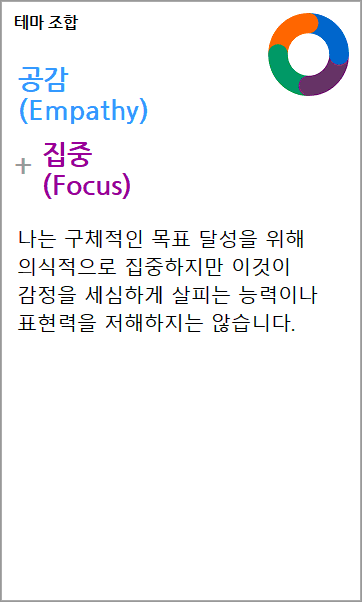 테마 조합
공감
(Empathy)
+ 집중
(Focus)
나는 구체적인 목표 달성을 위해
의식적으로 집중하지만 이것이
감정을 세심하게 살피는 능력이나
표현력을 저해하지는 않습니다.